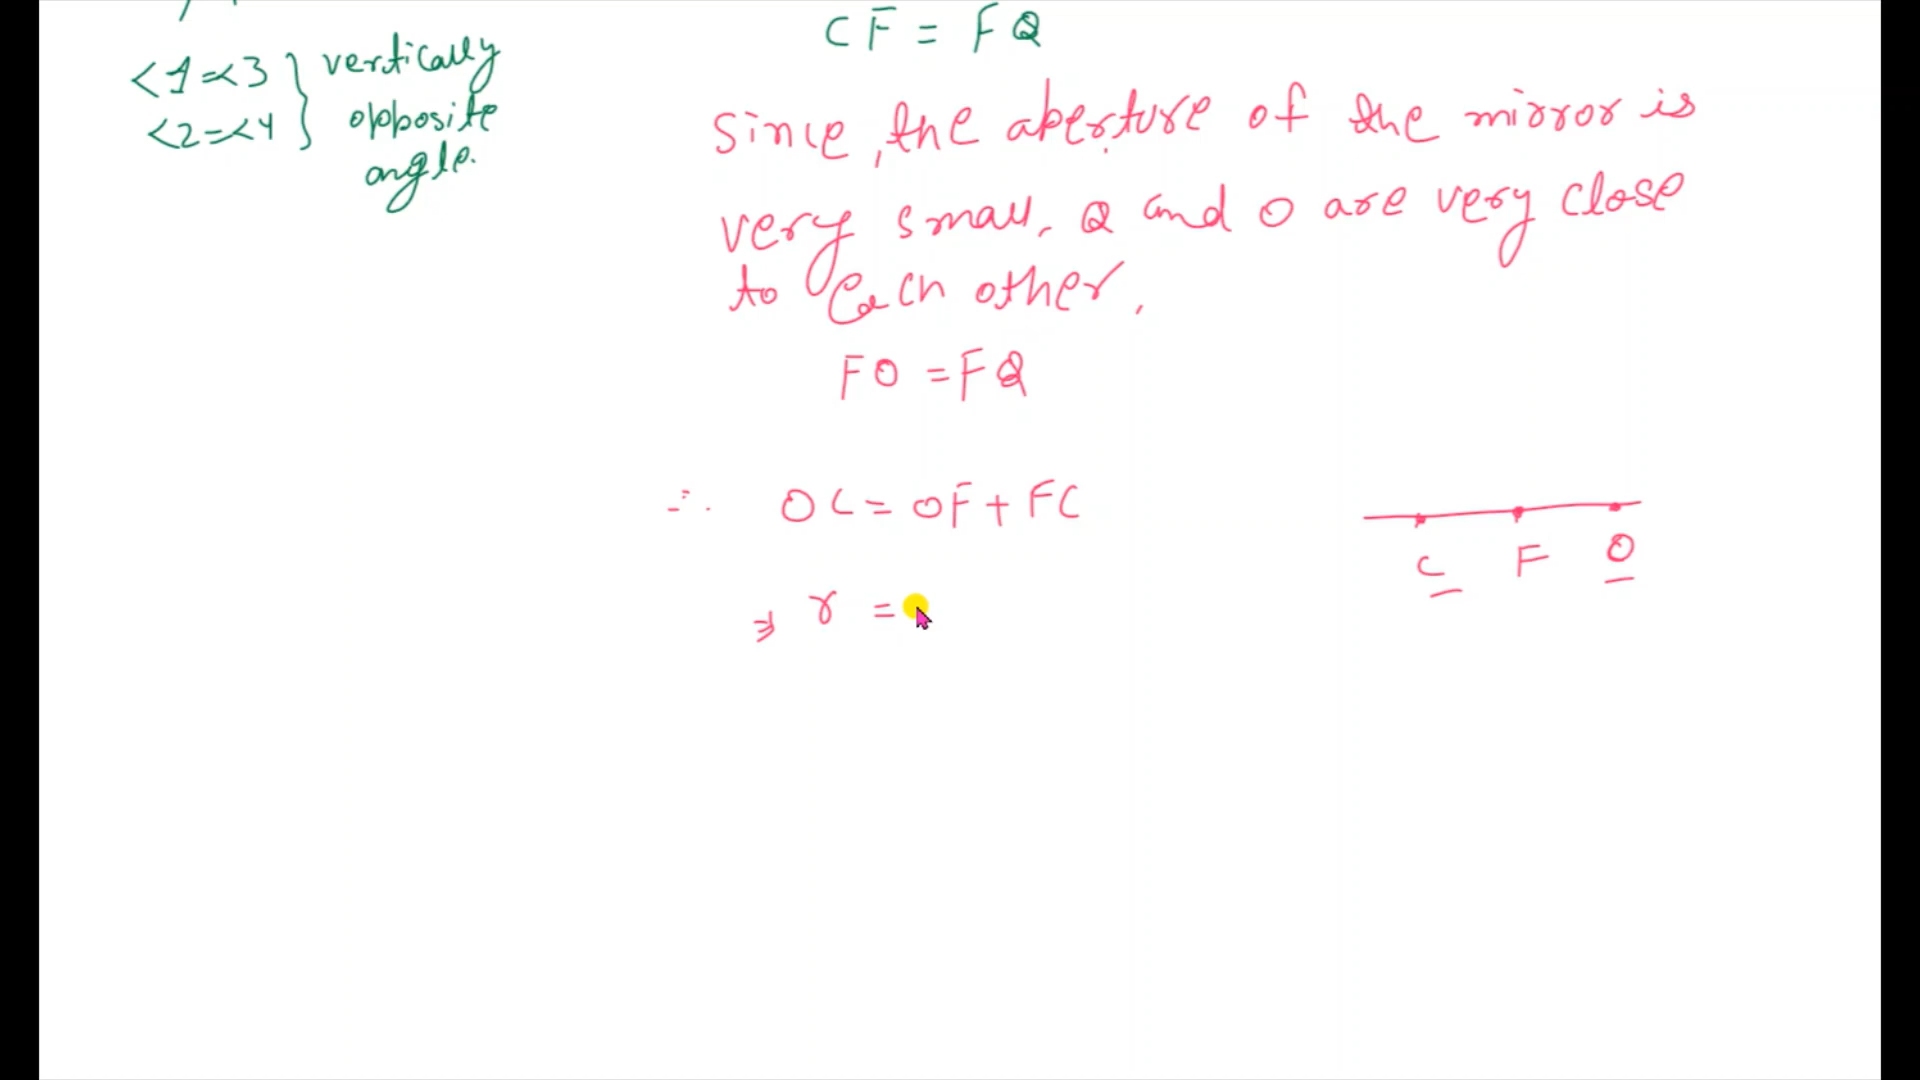 <1=<3 } vertically
<2=<4 opposite
angle.
CF = FQ
Since, the aperture of the mirror is
very small, Q and O are very close
to each other,
FO = FQ
∴ OC = OF + FC
C F O
⇒ r =